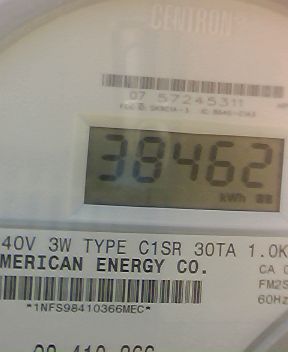 CENTRON
07 57245311
38462
kWh
40V 3W TYPE C1SR 30TA 1.0K
MERICAN ENERGY CO.
CA
FM2S
60Hz
*1NFS98410366MEC*